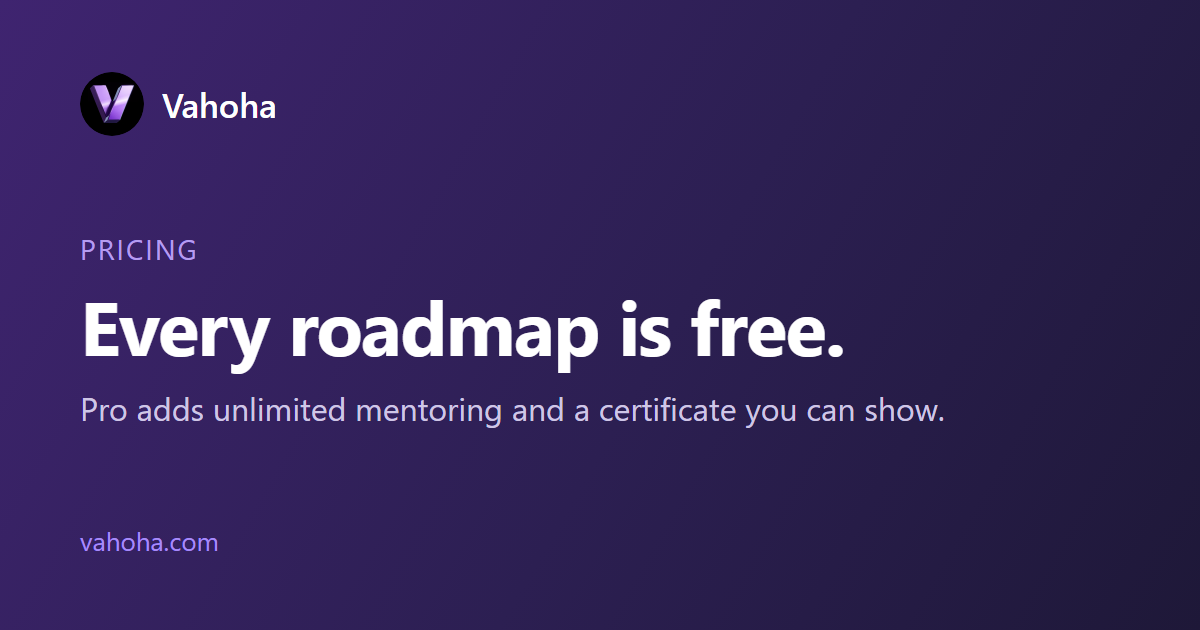 Vahoha
PRICING
Every roadmap is free.
Pro adds unlimited mentoring and a certificate you can show.
vahoha.com